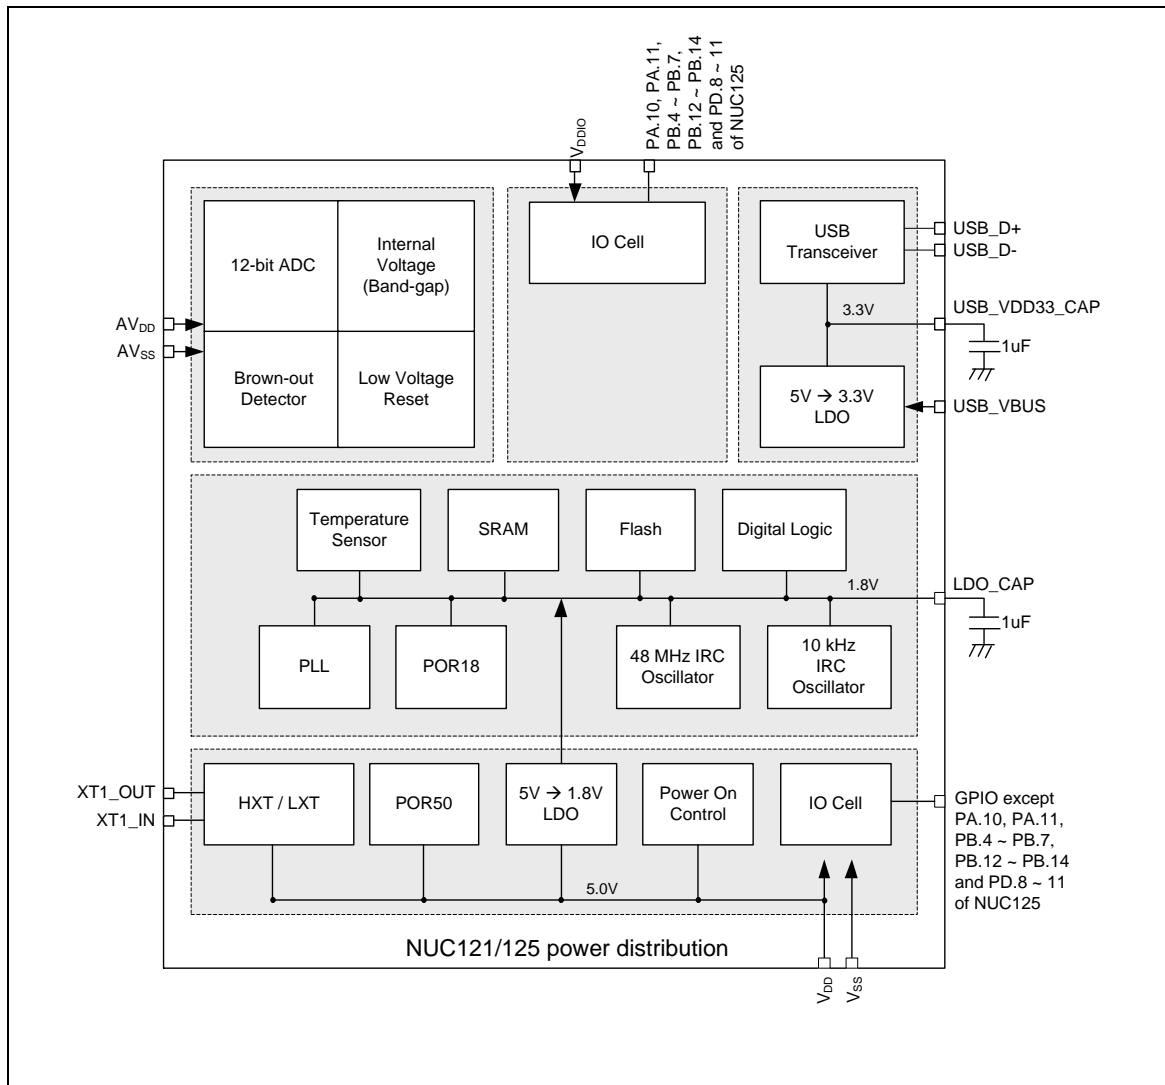 PA.10, PA.11,
PB.4 ~ PB.7,
PB.12 ~ PB.14
and PD.8 ~ 11
of NUC125
VDDIO
12-bit ADC
Internal
Voltage
(Band-gap)
Brown-out
Detector
Low Voltage
Reset
AVDD
AVSS
IO Cell
USB
Transceiver
USB_D+
USB_D-
3.3V
USB_VDD33_CAP
1uF
5V → 3.3V
LDO
USB_VBUS
Temperature
Sensor
SRAM
Flash
Digital Logic
1.8V
LDO_CAP
1uF
PLL
POR18
48 MHz IRC
Oscillator
10 kHz
IRC
Oscillator
XT1_OUT
XT1_IN
HXT / LXT
POR50
5V → 1.8V
LDO
Power On
Control
IO Cell
GPIO except
PA.10, PA.11,
PB.4 ~ PB.7,
PB.12 ~ PB.14
and PD.8 ~ 11
of NUC125
5.0V
NUC121/125 power distribution
VDD
VSS